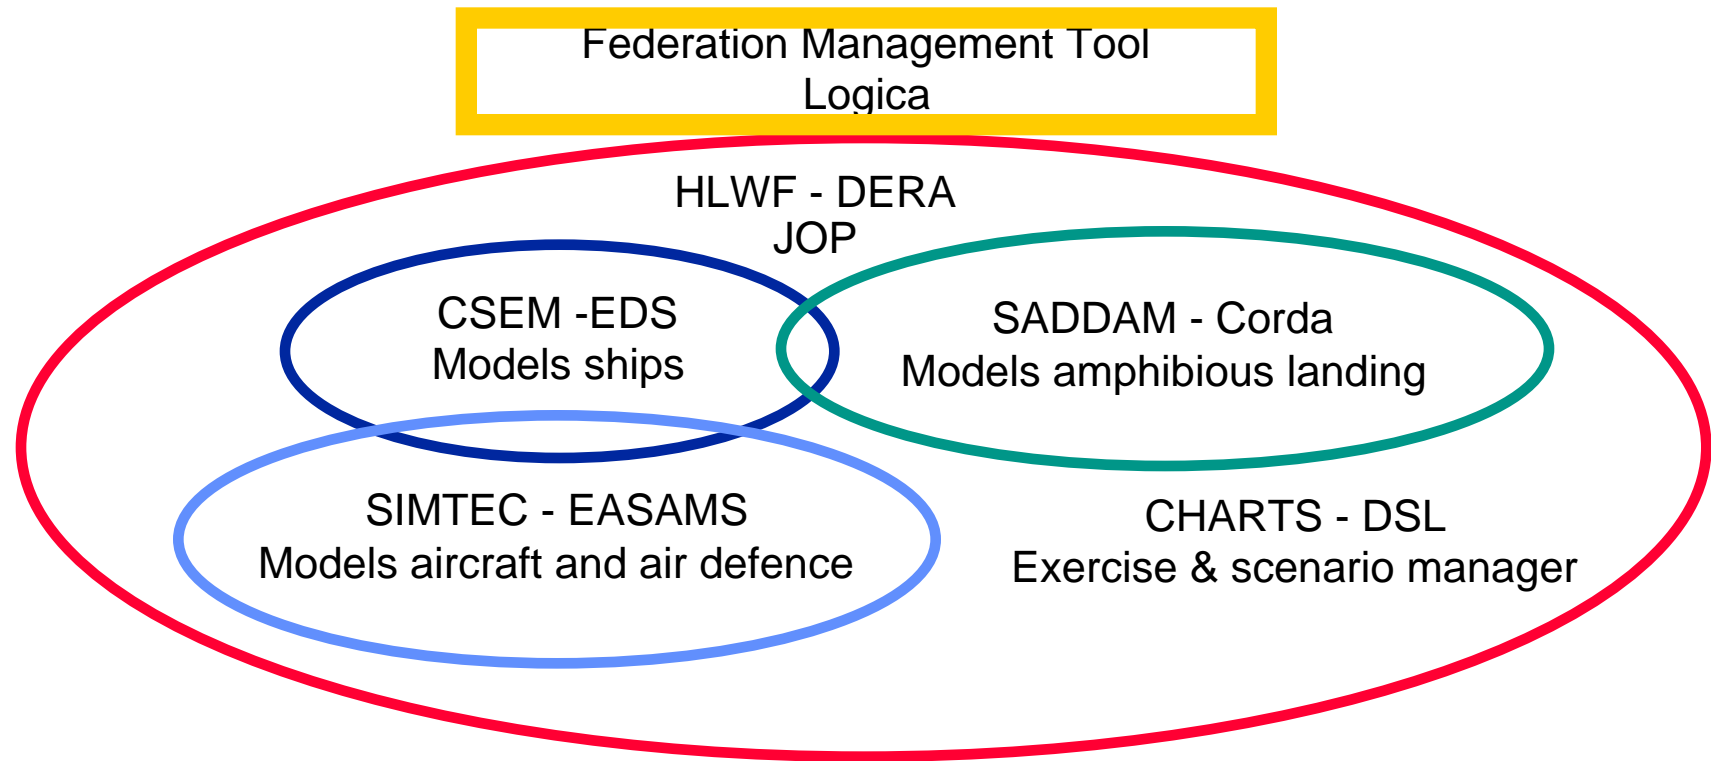 Federation Management Tool
Logica
HLWF - DERA
JOP
CSEM -EDS
Models ships
SADDAM - Corda
Models amphibious landing
SIMTEC - EASAMS
Models aircraft and air defence
CHARTS - DSL
Exercise & scenario manager